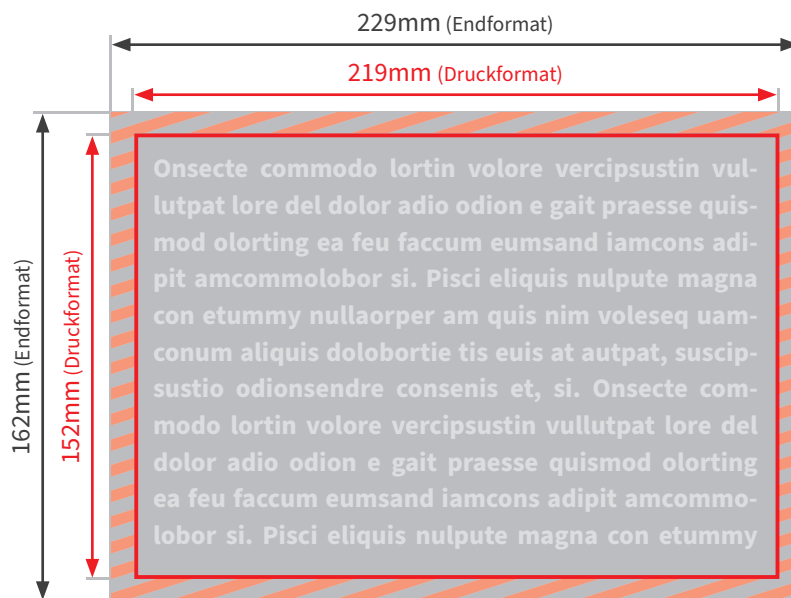 229mm (Endformat)
219mm (Druckformat)
162mm (Endformat)
152mm (Druckformat)
Onsecte commodo lortin volore vercipsustin vul-
lutpat lore del dolor adio odion e gait praesse quis-
mod olorting ea feu faccum eumsand iamcons adi-
pit amcommolobor si. Pisci eliquis nulpute magna
con etummy nullaorper am quis nim voleseq uam-
conum aliquis dolobortie tis euis at autpat, suscip-
sustio odionsendre consenis et, si. Onsecte com-
modo lortin volore vercipsustin vullutpat lore del
dolor adio odion e gait praesse quismod olorting
ea feu faccum eumsand iamcons adipit amcommo-
lobor si. Pisci eliquis nulpute magna con etummy